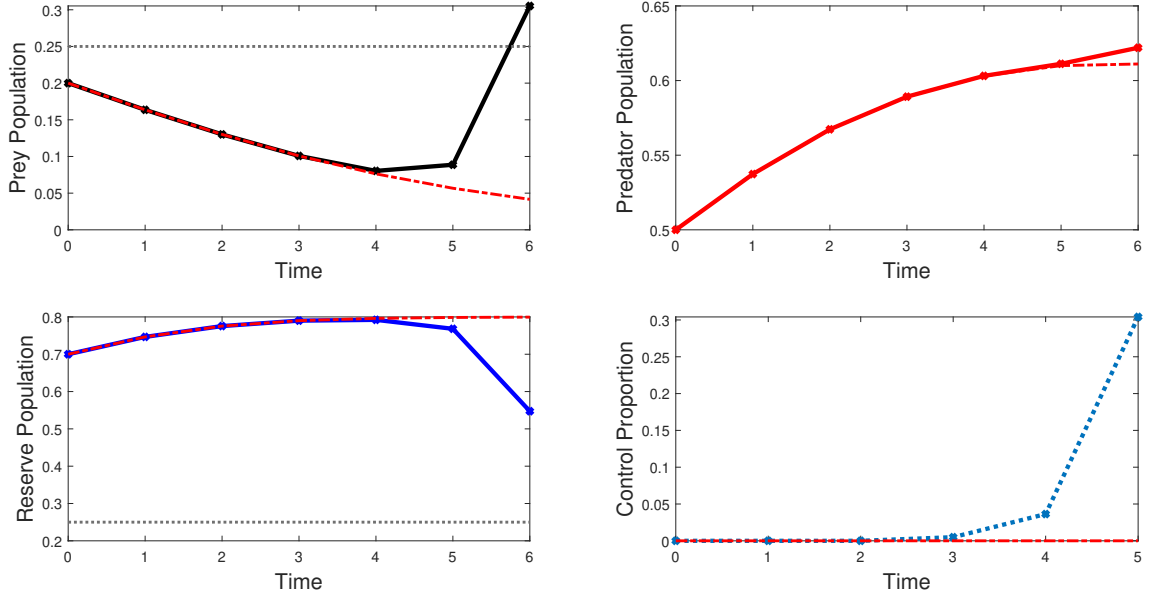 Prey Population
0.3
0.25
0.2
0.15
0.1
0.05
0
0 1 2 3 4 5 6
Time
Predator Population
0.65
0.6
0.55
0.5
0 1 2 3 4 5 6
Time
Reserve Population
0.8
0.7
0.6
0.5
0.4
0.3
0.2
0 1 2 3 4 5 6
Time
Control Proportion
0.3
0.25
0.2
0.15
0.1
0.05
0
0 1 2 3 4 5
Time